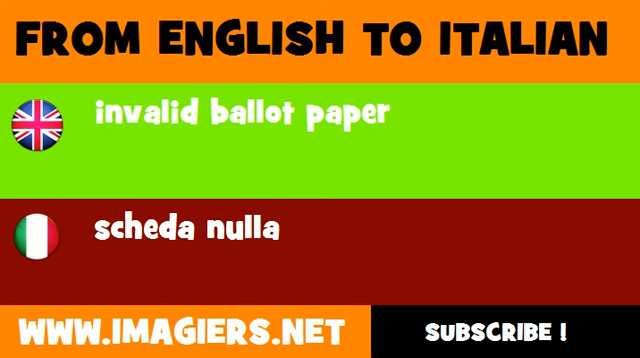 FROM ENGLISH TO ITALIAN
invalid ballot paper
scheda nulla
WWW.IMAGIERS.NET
SUBSCRIBE !